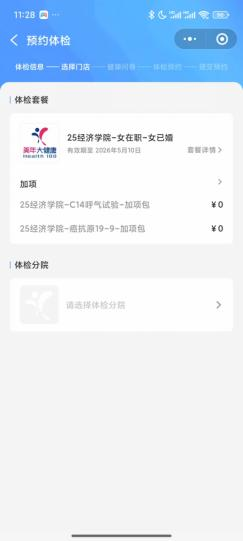 11:28
预约体检
体检信息 选择门店 健康问卷 体检预约 提交预约
体检套餐
美年大健康
Health 100
25经济学院-女在职-女已婚
有效期至 2026年5月10日
套餐详情
加项
25经济学院-C14呼气试验-加项包 ¥0
25经济学院-癌抗原19-9-加项包 ¥0
体检分院
请选择体检分院